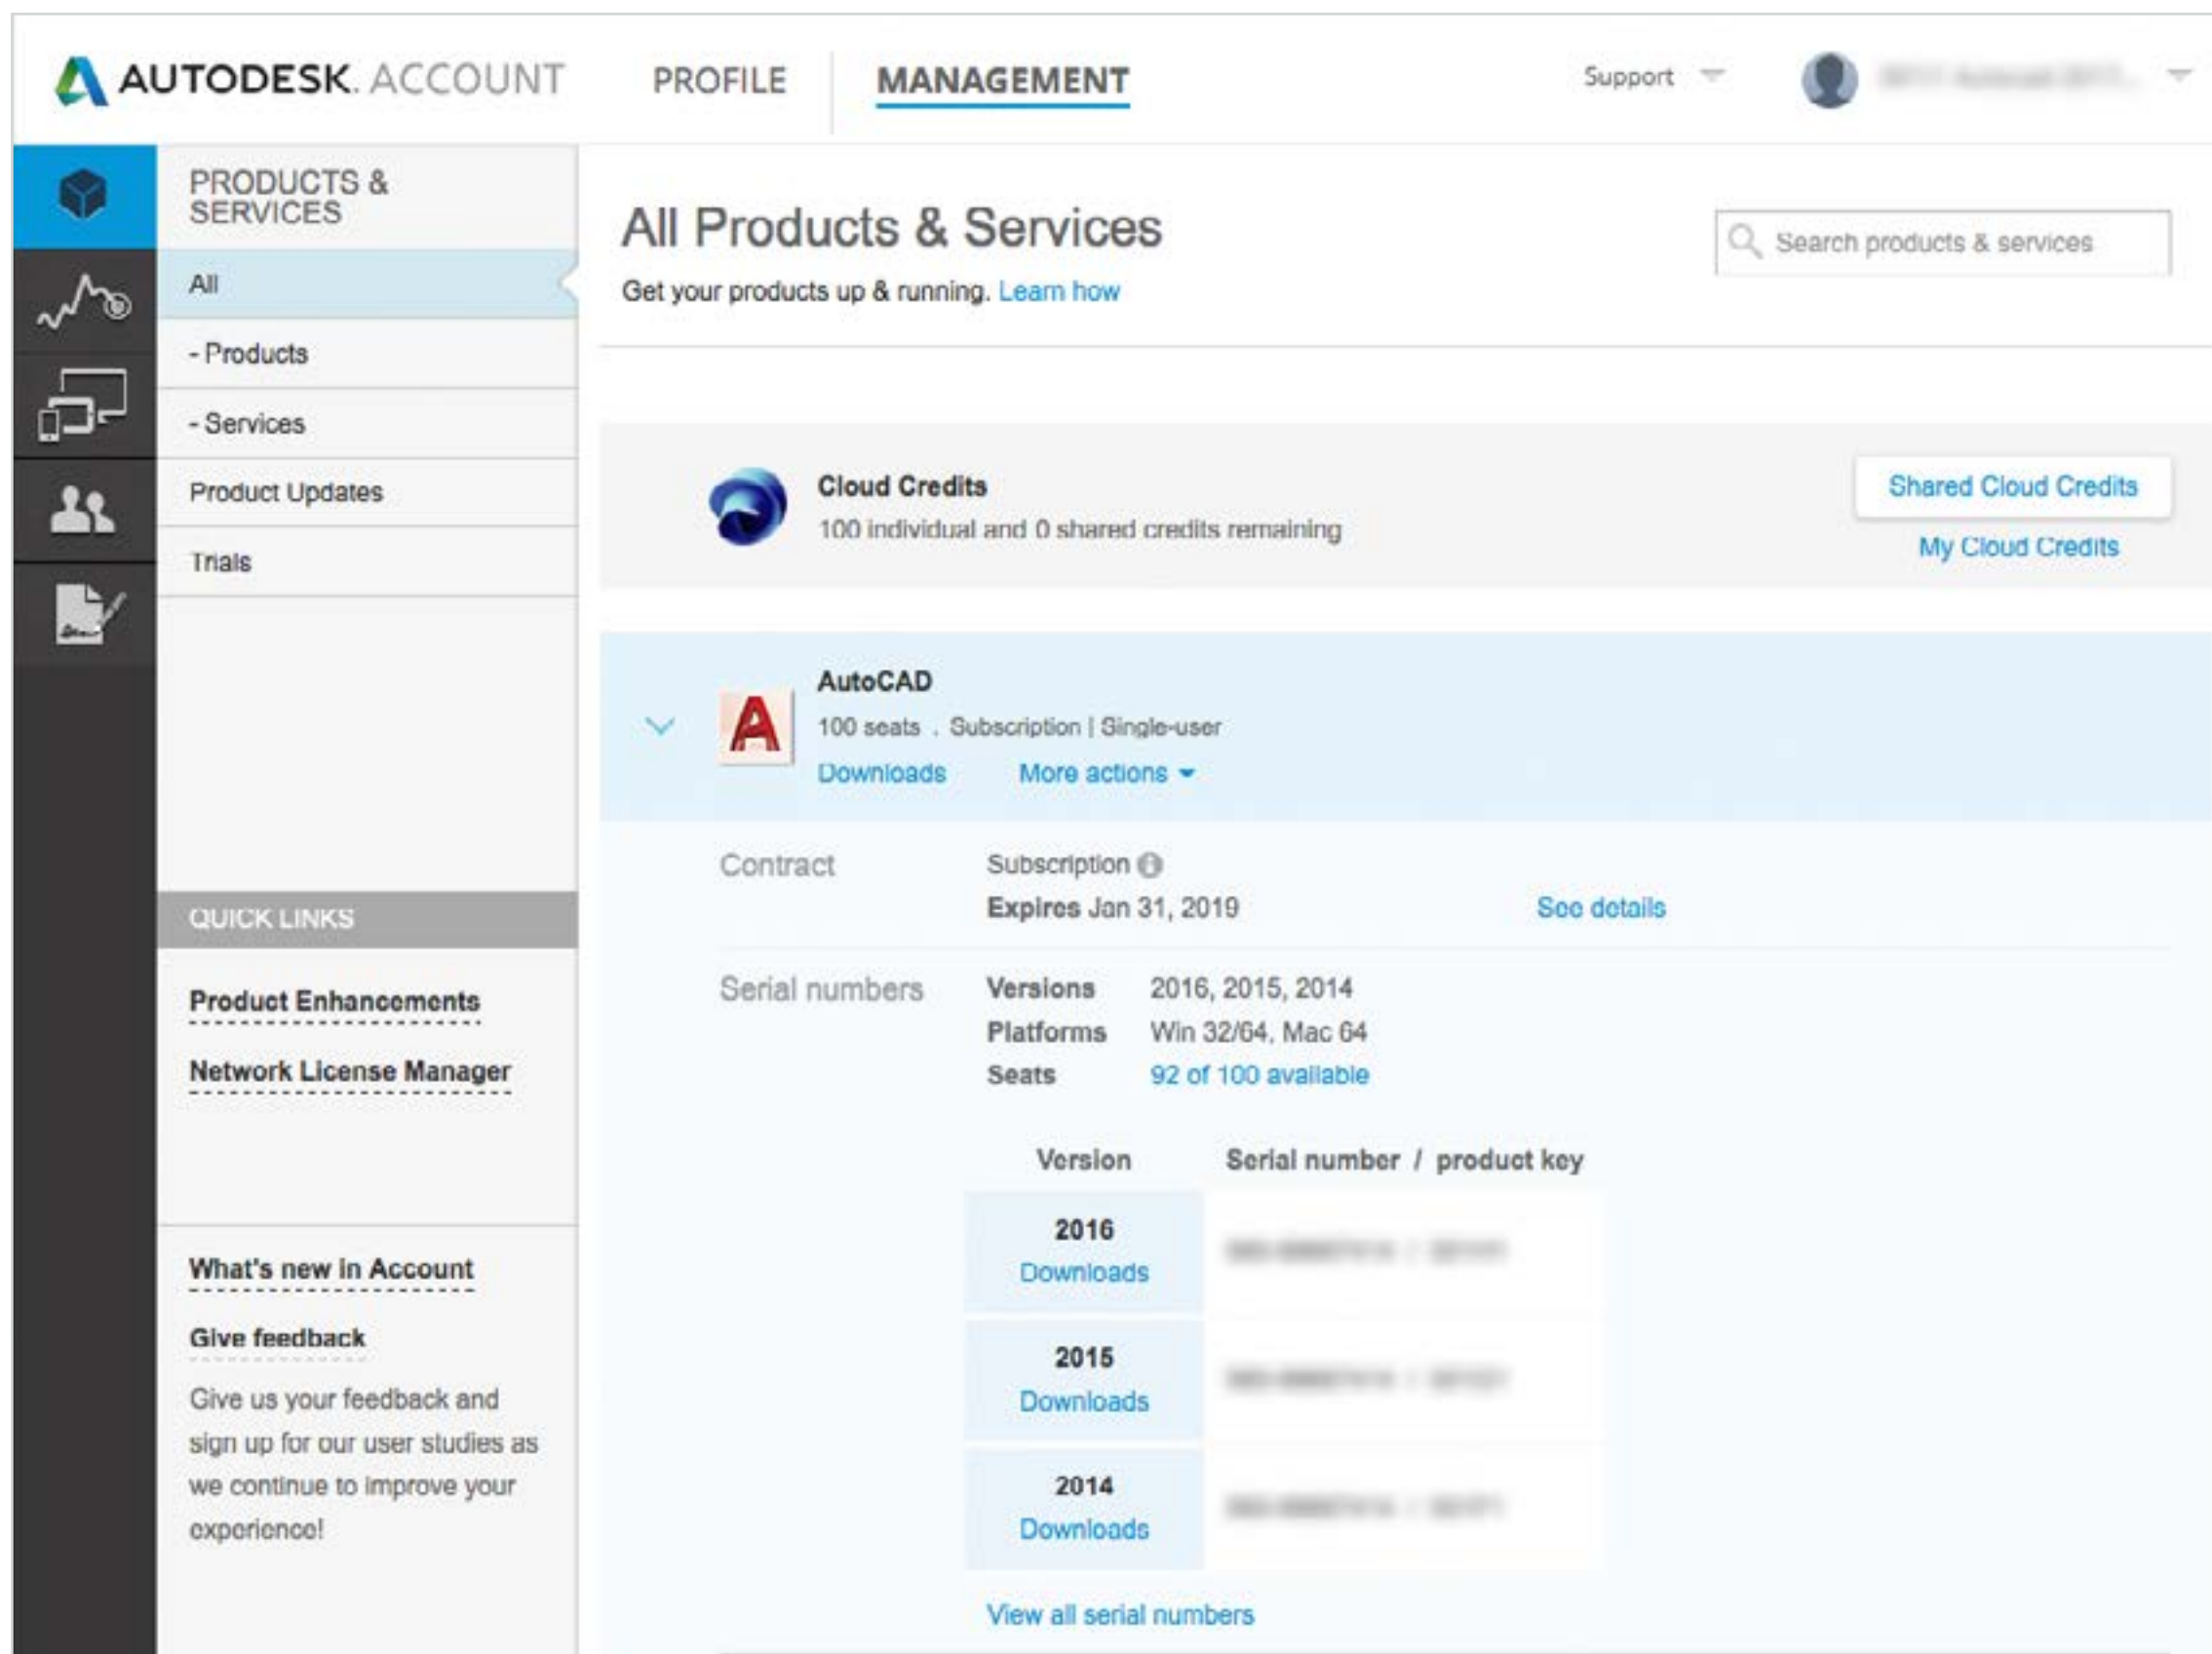 AUTODESK. ACCOUNT
PROFILE
MANAGEMENT
Support
PRODUCTS &
SERVICES
All
- Products
- Services
Product Updates
Trials
QUICK LINKS
Product Enhancements
Network License Manager
What's new in Account
Give feedback
Give us your feedback and
sign up for our user studies as
we continue to improve your
experience!
All Products & Services
Get your products up & running. Learn how
Search products & services
Cloud Credits
100 individual and 0 shared credits remaining
Shared Cloud Credits
My Cloud Credits
AutoCAD
100 seats . Subscription | Single-user
Downloads More actions
Contract
Subscription
Expires Jan 31, 2019
See details
Serial numbers
Versions 2016, 2015, 2014
Platforms Win 32/64, Mac 64
Seats 92 of 100 available
Version Serial number / product key
2016
Downloads
2015
Downloads
2014
Downloads
View all serial numbers